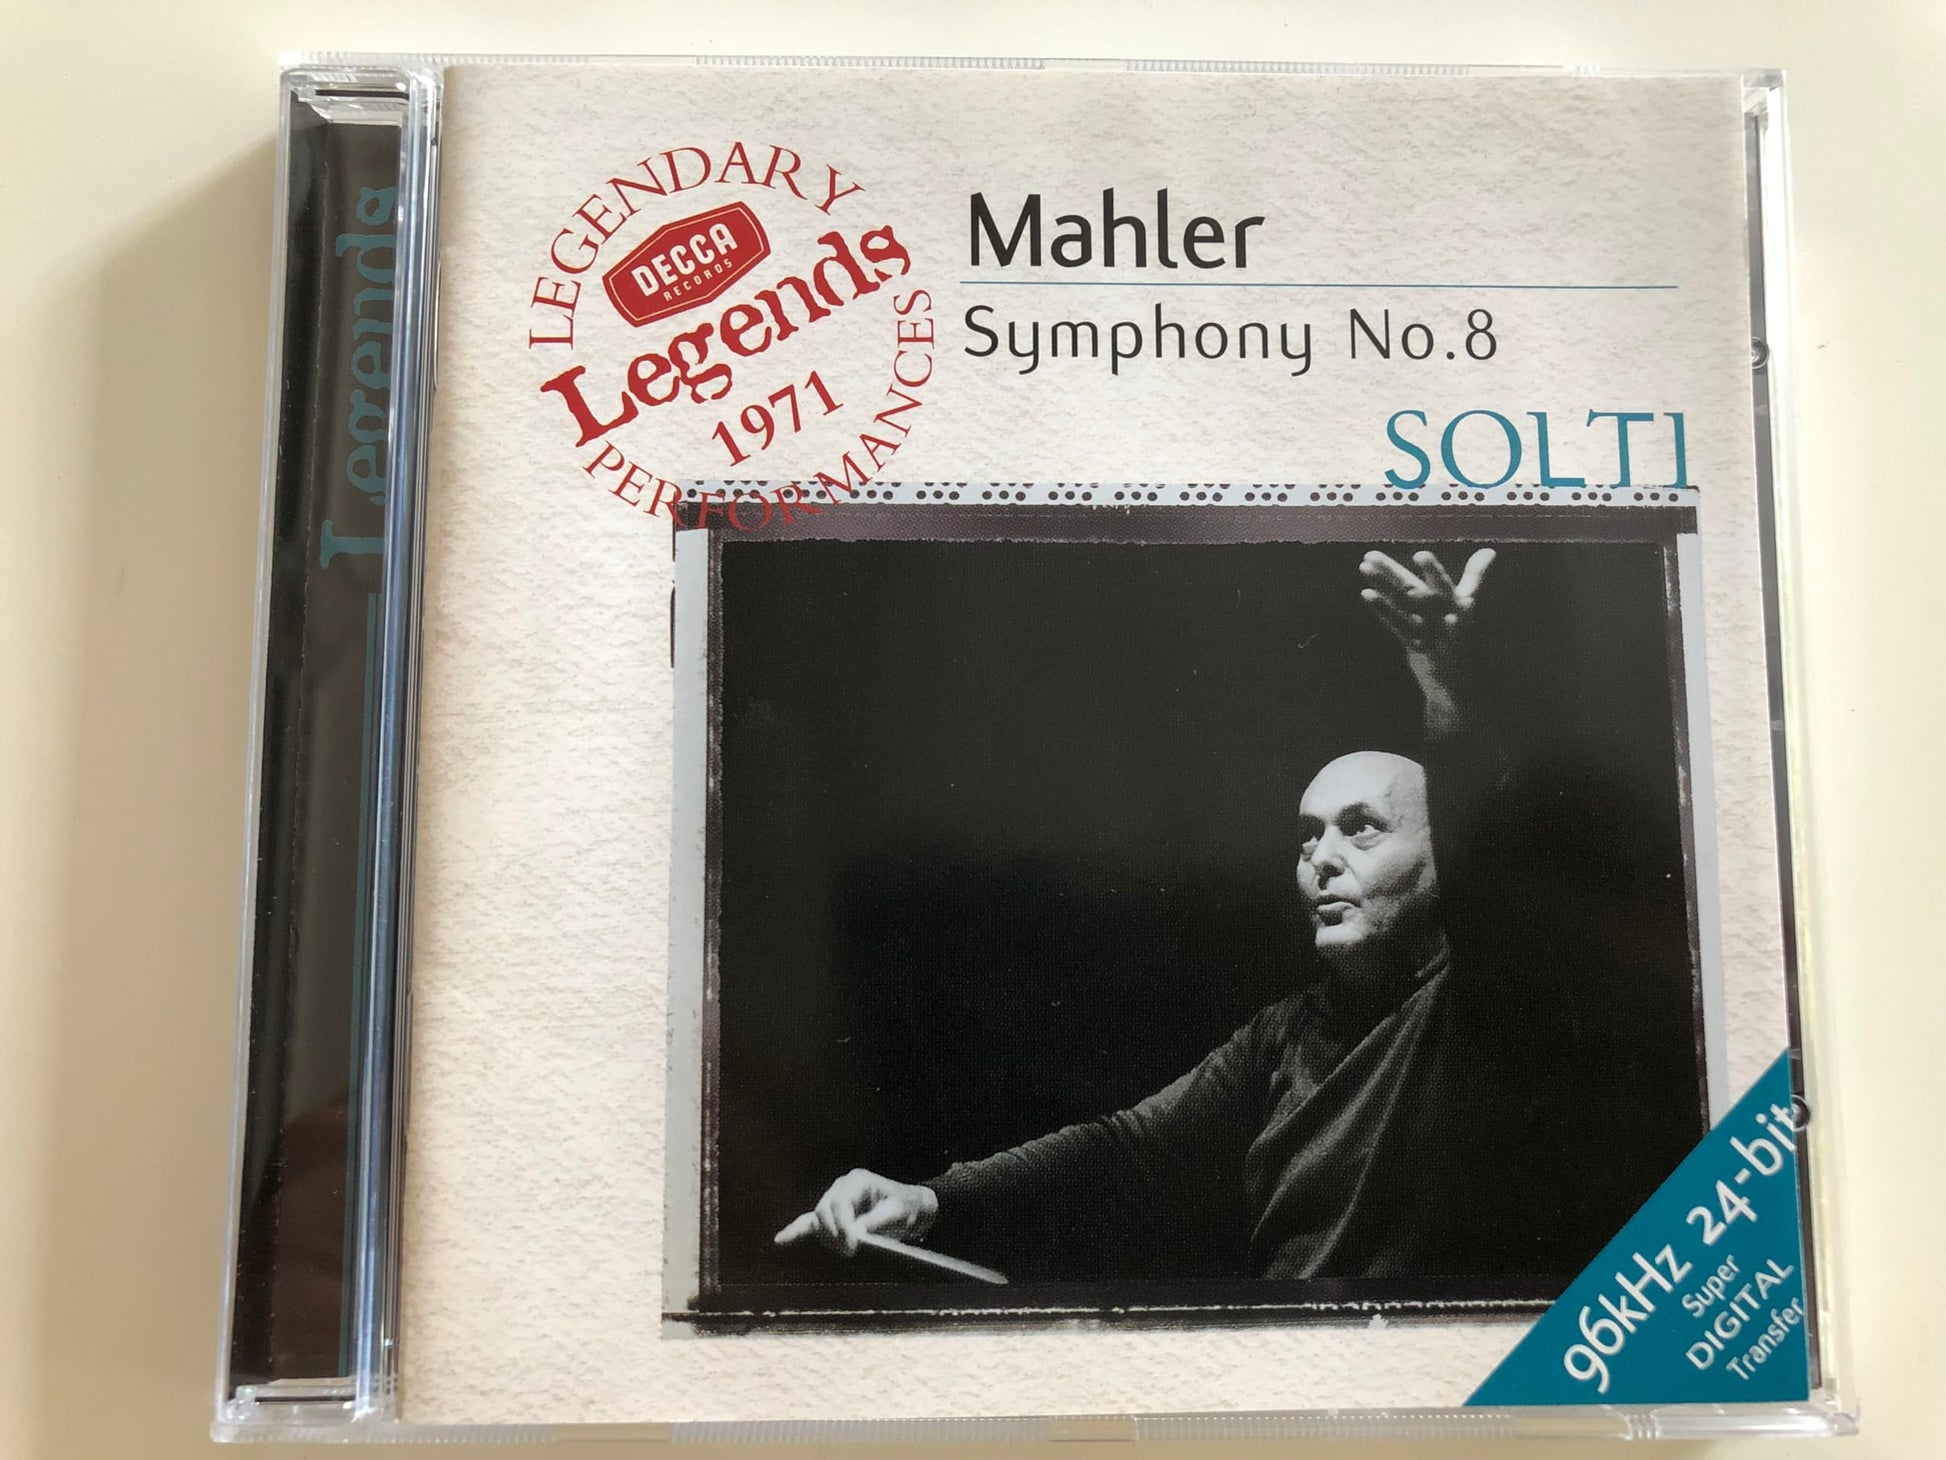 Legends
LEGENDARY
DECCA
RECORDS
Legends
1971
PERFORMANCES
Mahler
Symphony No.8
SOLTI
96kHz 24-bit
Super
DIGITAL
Transfer